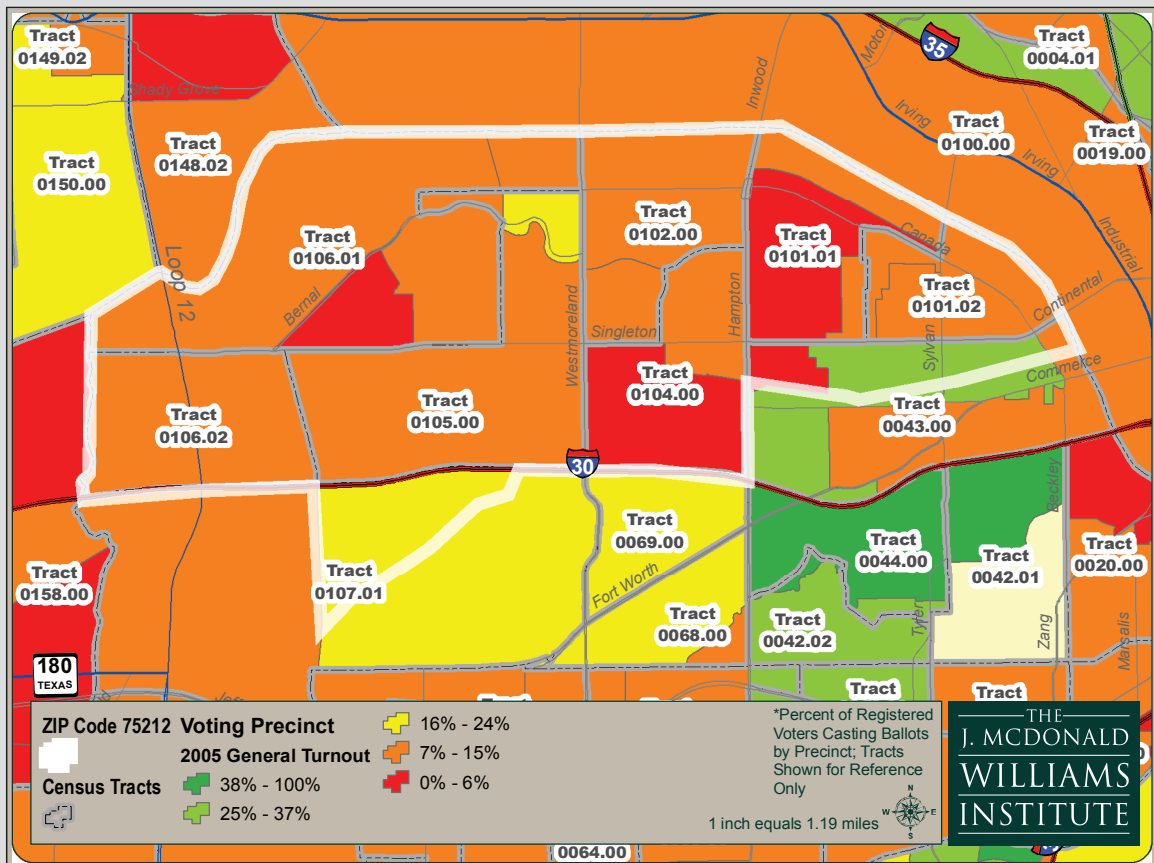 Tract
0149.02
Shady Grove
35
Motor
Tract
0004.01
Inwood
Irving
Tract
0100.00
Tract
0019.00
Irving
Tract
0148.02
Tract
0150.00
Industrial
Loop 12
Tract
0106.01
Tract
0102.00
Tract
0101.01
Canada
Bernal
Westmoreland
Singleton
Hampton
Tract
0101.02
Sylvan
Continental
Commerce
Tract
0106.02
Tract
0105.00
Tract
0104.00
Tract
0043.00
30
Beckley
Tract
0069.00
Tract
0044.00
Tract
0042.01
Tract
0020.00
Tract
0158.00
Tract
0107.01
Fort Worth
Tract
0068.00
Tract
0042.02
Tyler
Zang
Marsalis
180
TEXAS
Tract
Tract
ZIP Code 75212
Census Tracts
Voting Precinct
2005 General Turnout
38% - 100%
25% - 37%
16% - 24%
7% - 15%
0% - 6%
*Percent of Registered
Voters Casting Ballots
by Precinct; Tracts
Shown for Reference
Only
N
W E
S
1 inch equals 1.19 miles
THE
J. MCDONALD
WILLIAMS
INSTITUTE
0064.00